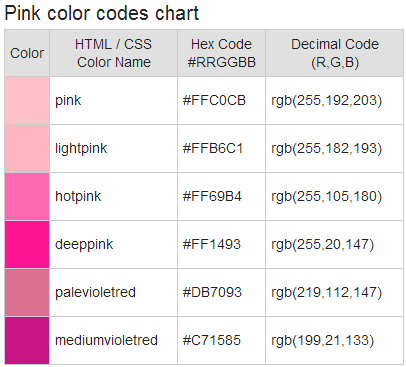 Pink color codes chart
Color HTML / CSS Color Name Hex Code #RRGGBB Decimal Code (R,G,B)
pink #FFC0CB rgb(255,192,203)
lightpink #FFB6C1 rgb(255,182,193)
hotpink #FF69B4 rgb(255,105,180)
deeppink #FF1493 rgb(255,20,147)
palevioletred #DB7093 rgb(219,112,147)
mediumvioletred #C71585 rgb(199,21,133)